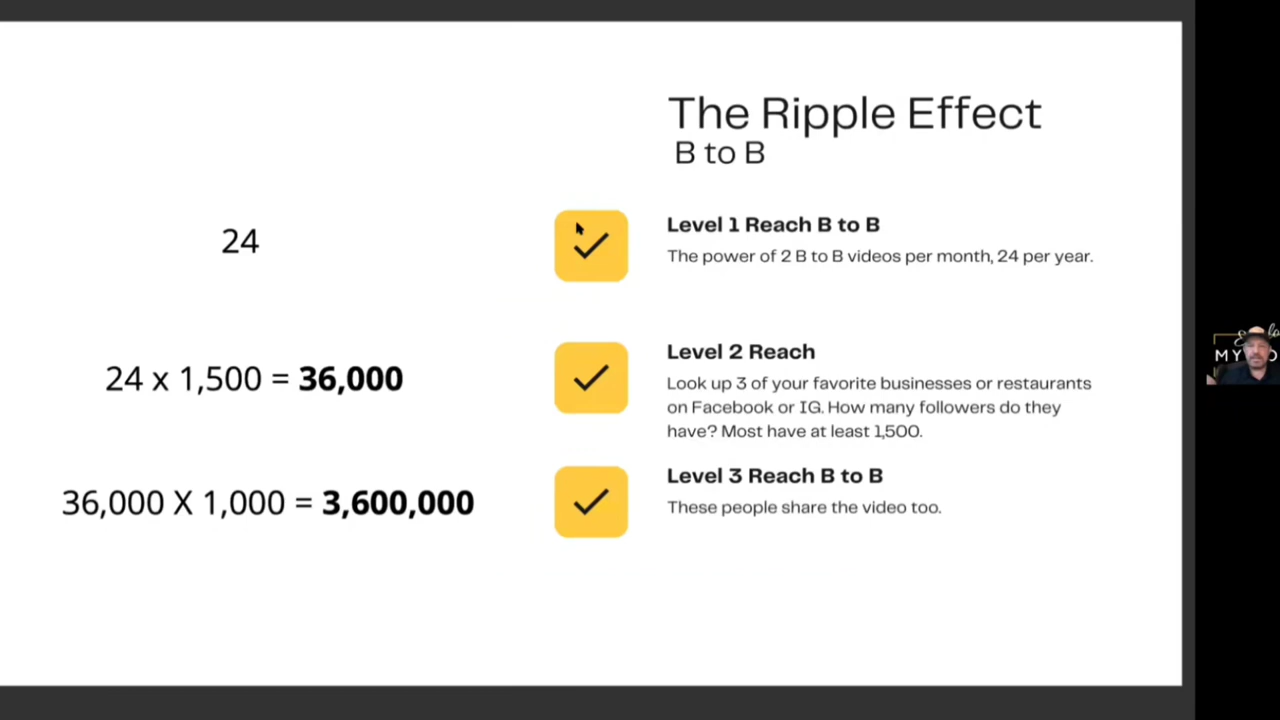 The Ripple Effect
B to B
24
Level 1 Reach B to B
The power of 2 B to B videos per month, 24 per year.
24 x 1,500 = 36,000
Level 2 Reach
Look up 3 of your favorite businesses or restaurants
on Facebook or IG. How many followers do they
have? Most have at least 1,500.
36,000 X 1,000 = 3,600,000
Level 3 Reach B to B
These people share the video too.
MY